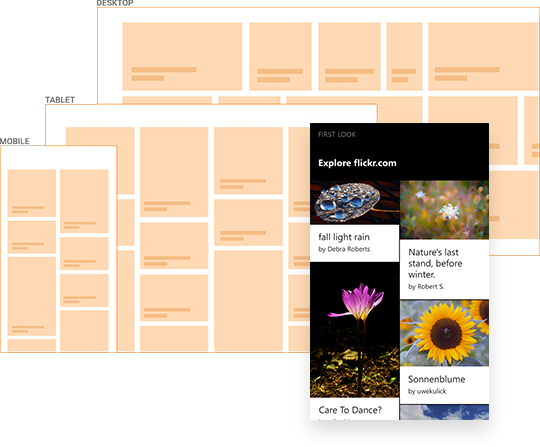 DESKTOP
TABLET
MOBILE
FIRST LOOK
Explore flickr.com
fall light rain
by Debra Roberts
Nature's last
stand, before
winter.
by Robert S.
Care To Dance?
Sonnenblume
by uwekulick